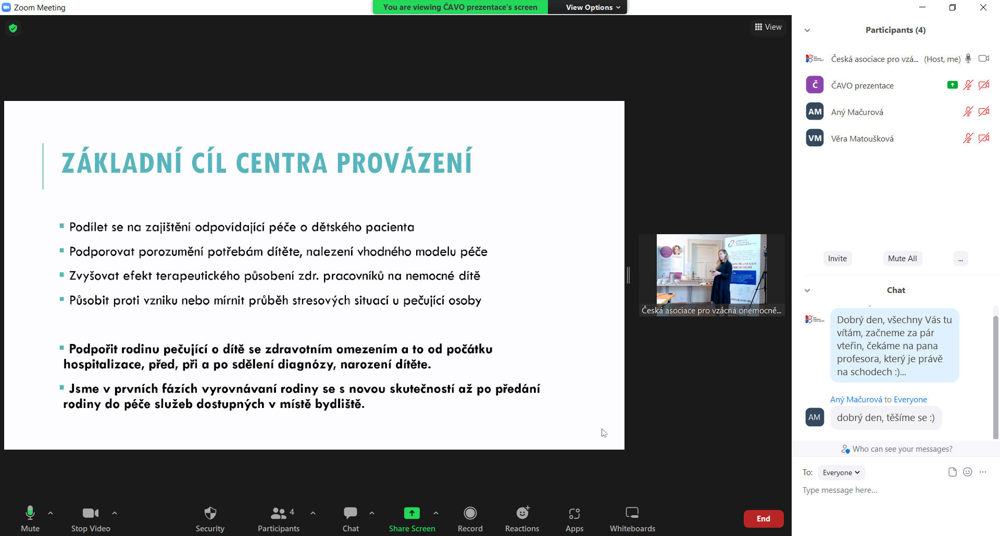 Zoom Meeting
You are viewing ČAVO prezentace's screen
View Options
View
ZÁKLADNÍ CÍL CENTRA PROVÁZENÍ
Podílet se na zajištění odpovídající péče o dětského pacienta
Podporovat porozumění potřebám dítěte, nalezení vhodného modelu péče
Zvyšovat efekt terapeutického působení zdr. pracovníků na nemocné dítě
Působit proti vzniku nebo mírnit průběh stresových situací u pečující osoby
Podpořit rodinu pečující o dítě se zdravotním omezením a to od počátku
hospitalizace, před, při a po sdělení diagnózy, narození dítěte.
Jsme v prvních fázích vyrovnávaní rodiny se s novou skutečností až po předání
rodiny do péče služeb dostupných v místě bydliště.
Česká asociace pro vzácná onemocně...
Participants (4)
Česká asociace pro vzá... (Host, me)
Č
ČAVO prezentace
AM
Aný Mačurová
VM
Věra Matoušková
Invite
Mute All
...
Chat
Dobrý den, všechny Vás tu
vítám, začneme za pár
vteřin, čekáme na pana
profesora, který je právě
na schodech :)...
Aný Mačurová to Everyone
AM
dobrý den, těšíme se :)
Who can see your messages?
To: Everyone
Type message here...
Mute
Stop Video
Security
4
Participants
Chat
Share Screen
Record
Reactions
Apps
Whiteboards
End